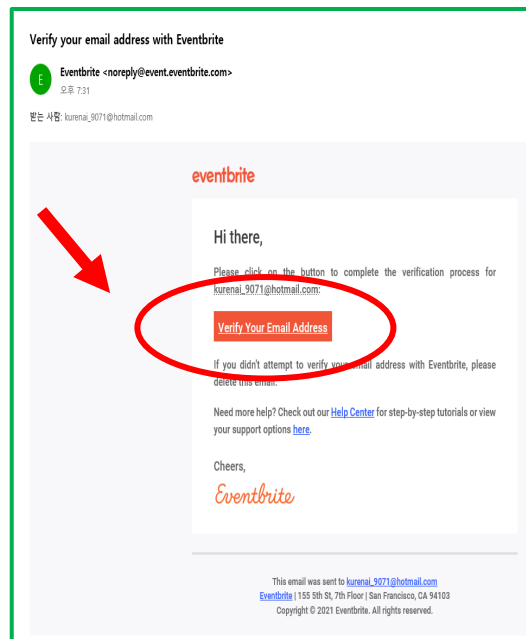 Verify your email address with Eventbrite
E
Eventbrite <noreply@event.eventbrite.com>
오후 7:31
받는 사람: kurenai_9071@hotmail.com
eventbrite
Hi there,
Please click on the button to complete the verification process for
kurenai_9071@hotmail.com:
Verify Your Email Address
If you didn't attempt to verify your email address with Eventbrite, please
delete this email.
Need more help? Check out our Help Center for step-by-step tutorials or view
your support options here.
Cheers,
Eventbrite
This email was sent to kurenai_9071@hotmail.com
Eventbrite | 155 5th St, 7th Floor | San Francisco, CA 94103
Copyright © 2021 Eventbrite. All rights reserved.